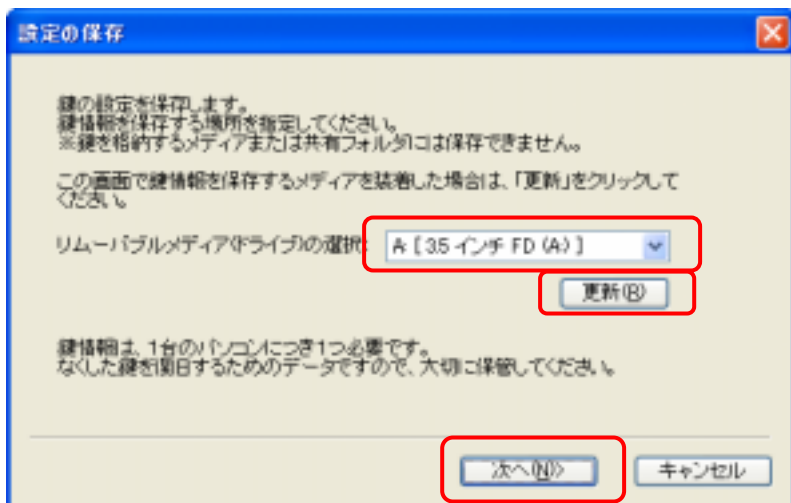 設定の保存
鍵の設定を保存します。
鍵情報を保存する場所を指定してください。
※鍵を格納するメディアまたは共有フォルダには保存できません。
この画面で鍵情報を保存するメディアを装着した場合は、「更新」をクリックして
ください。
リムーバブルメディア(ドライブ)の選択: A: [ 3.5 インチ FD (A:) ]
更新(R)
鍵情報は、1台のパソコンにつき1つ必要です。
なくした鍵を復旧するためのデータですので、大切に保管してください。
次へ(N)>
キャンセル